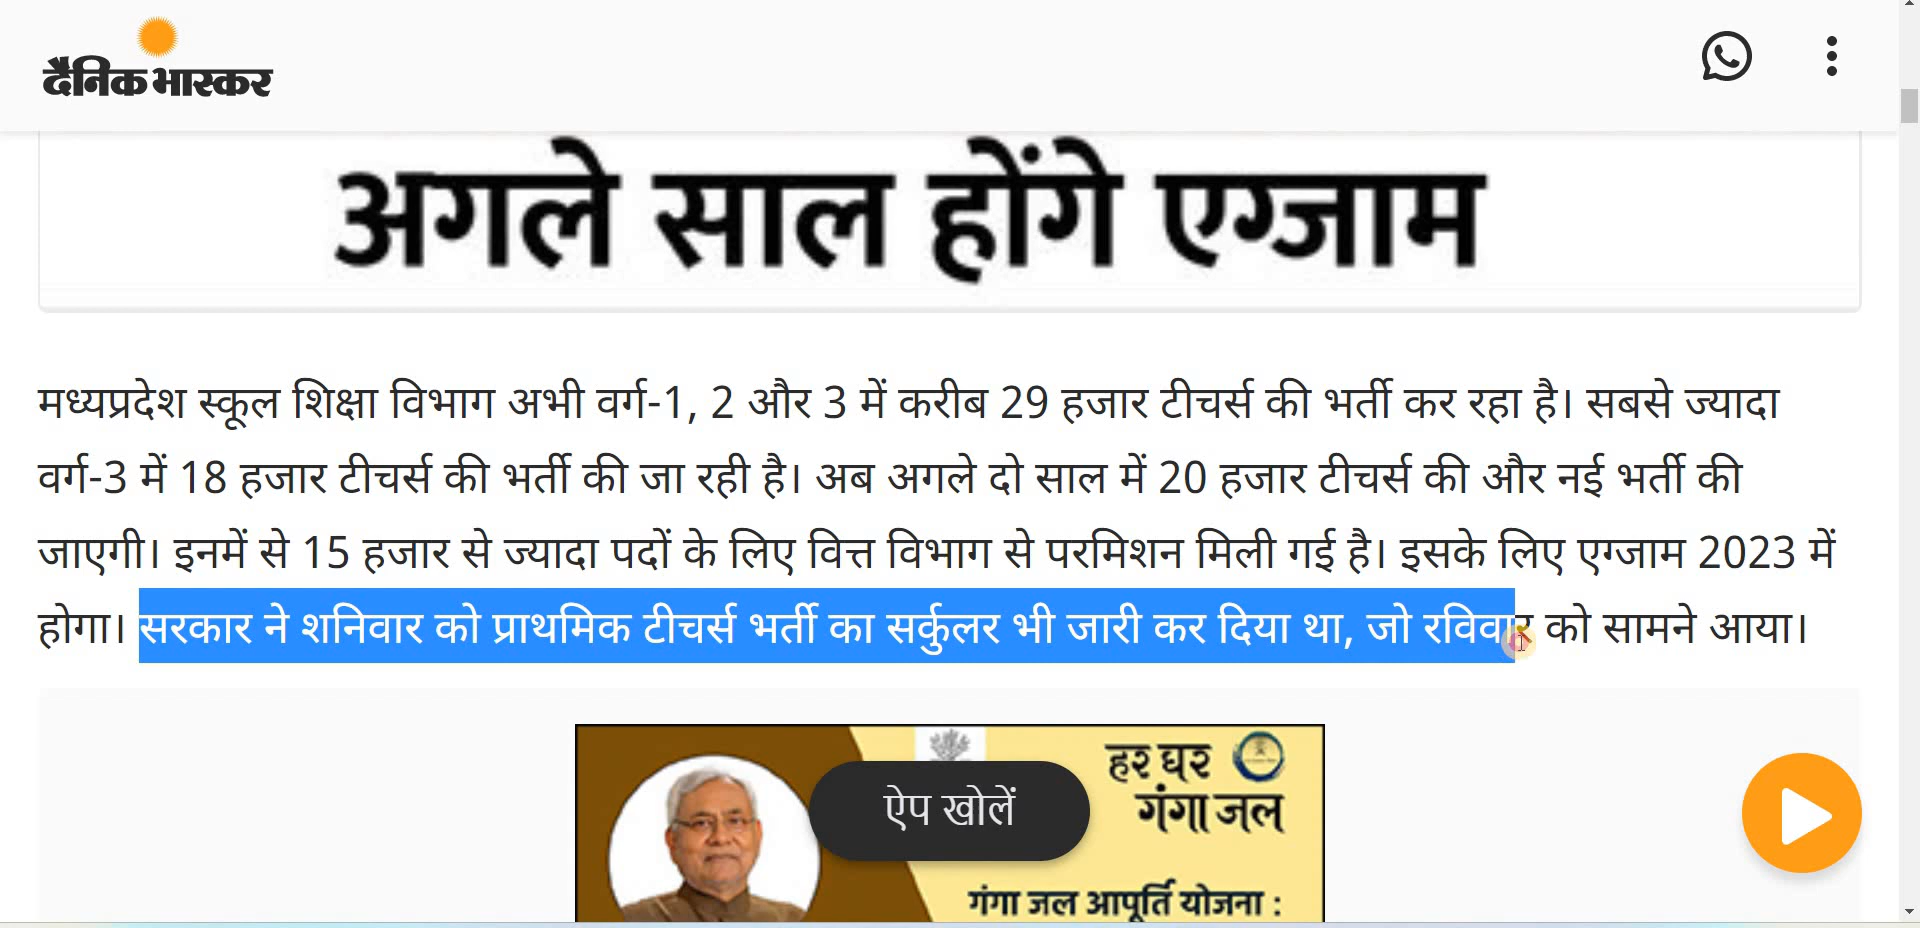 दैनिक भास्कर
अगले साल होंगे एग्जाम
मध्यप्रदेश स्कूल शिक्षा विभाग अभी वर्ग-1, 2 और 3 में करीब 29 हजार टीचर्स की भर्ती कर रहा है। सबसे ज्यादा
वर्ग-3 में 18 हजार टीचर्स की भर्ती की जा रही है। अब अगले दो साल में 20 हजार टीचर्स की और नई भर्ती की
जाएगी। इनमें से 15 हजार से ज्यादा पदों के लिए वित्त विभाग से परमिशन मिली गई है। इसके लिए एग्जाम 2023 में
होगा। सरकार ने शनिवार को प्राथमिक टीचर्स भर्ती का सर्कुलर भी जारी कर दिया था, जो रविवार को सामने आया।
हर घर
गंगा जल
ऐप खोलें
गंगा जल आपूर्ति योजना :